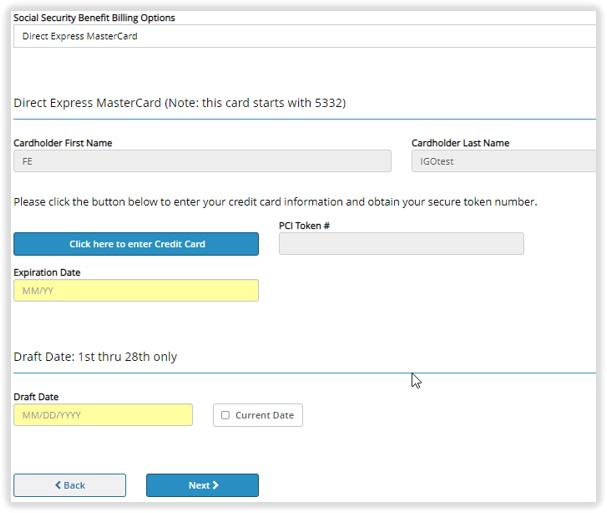 Social Security Benefit Billing Options
Direct Express MasterCard
Direct Express MasterCard (Note: this card starts with 5332)
Cardholder First Name
Cardholder Last Name
FE
IGOtest
Please click the button below to enter your credit card information and obtain your secure token number.
PCI Token #
Click here to enter Credit Card
Expiration Date
MM/YY
Draft Date: 1st thru 28th only
Draft Date
MM/DD/YYYY
Current Date
Back
Next